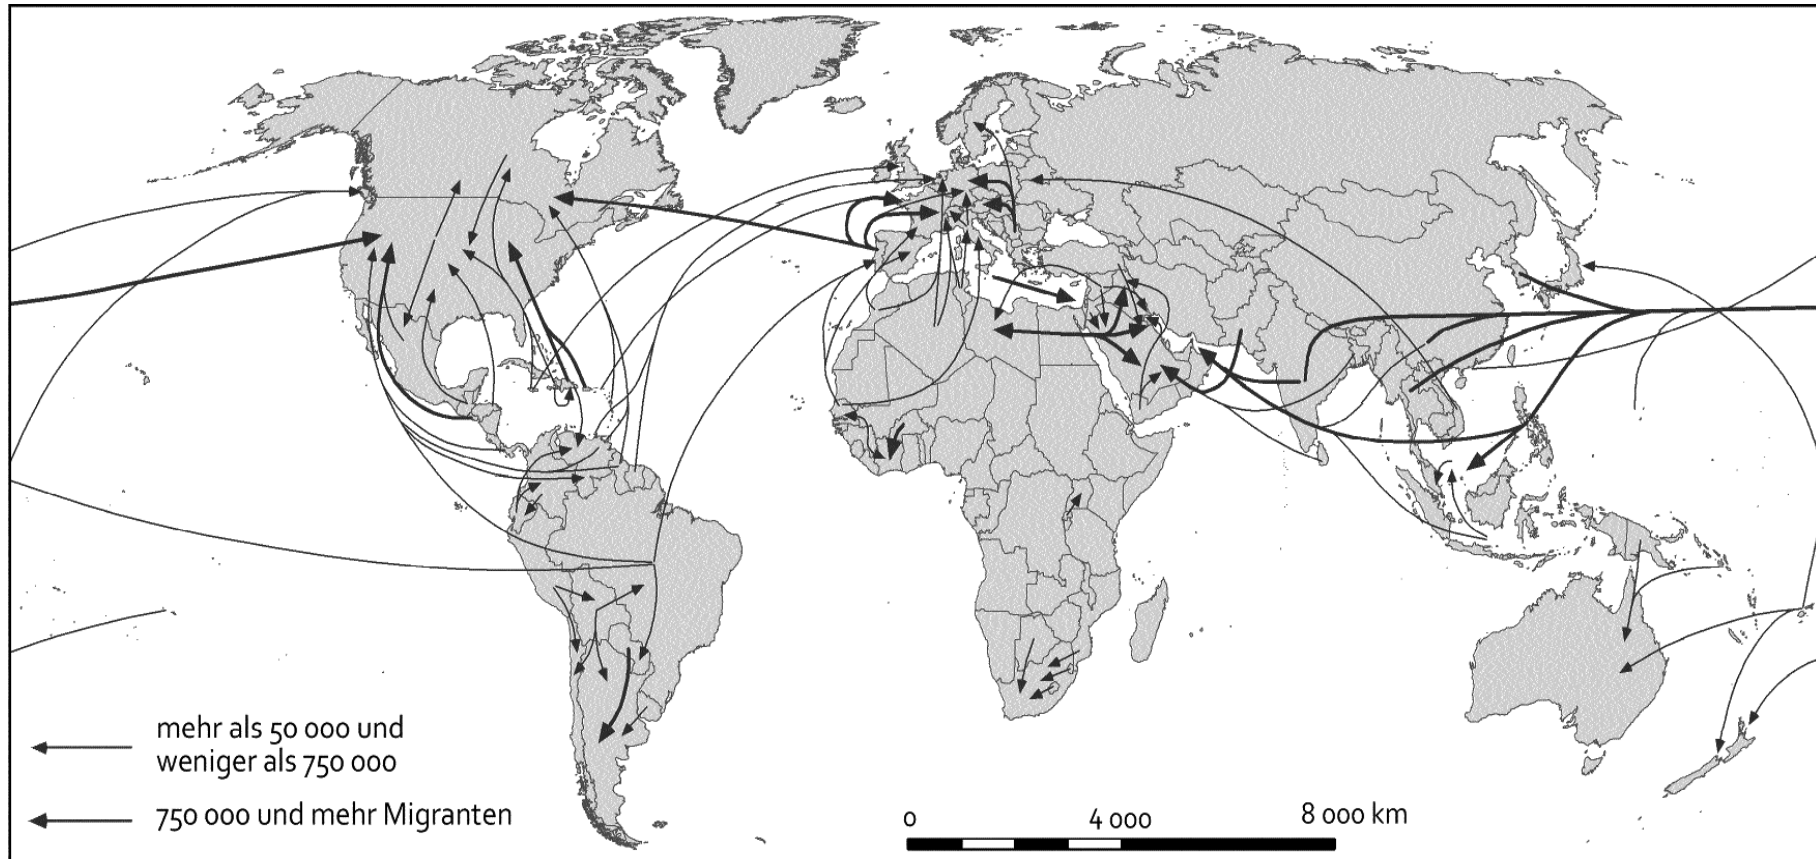 mehr als 50 000 und
weniger als 750 000
750 000 und mehr Migranten
0 4 000 8 000 km